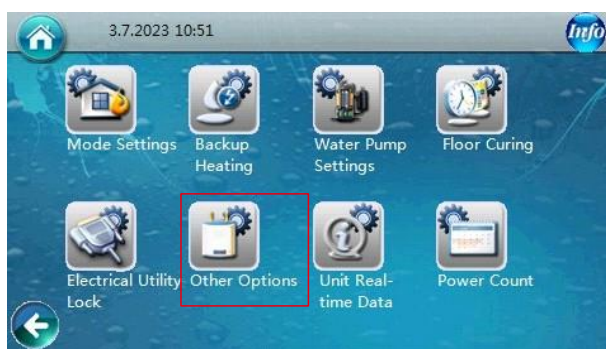 3.7.2023 10:51
Info
Mode Settings
Backup
Heating
Water Pump
Settings
Floor Curing
Electrical Utility
Lock
Other Options
Unit Real-
time Data
Power Count